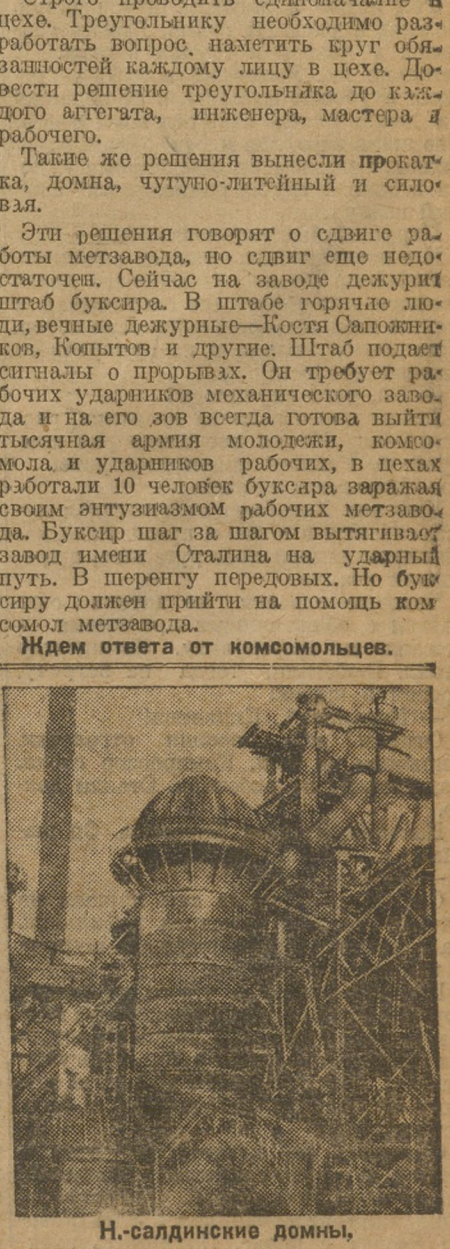 Строго проводить единоначалие в
цехе. Треугольнику необходимо раз-
работать вопрос, наметить круг обя-
занностей каждому лицу в цехе. До-
вести решение треугольника до каж-
дого аггегата, инженера, мастера и
рабочего.
Такие же решения вынесли прокат-
ка, домна, чугуно-литейный и сило-
вая.
Эти решения говорят о сдвиге ра-
боты метзавода, но сдвиг еще недо-
статочен. Сейчас на заводе дежурит
штаб буксира. В штабе горячие лю-
ди, вечные дежурные—Костя Сапожни-
ков, Копытов и другие. Штаб подает
сигналы о прорывах. Он требует ра-
бочих ударников механического заво-
да и на его зов всегда готова выйти
тысячная армия молодежи, комсо-
мола и ударников рабочих, в цехах
работали 10 человек буксира заражая
своим энтузиазмом рабочих метзаво-
да. Буксир шаг за шагом вытягивает
завод имени Сталина на ударный
путь. В шеренгу передовых. Но бук-
сиру должен прийти на помощь ком
сомол метзавода.
Ждем ответа от комсомольцев.
Н.-салдинские домны,